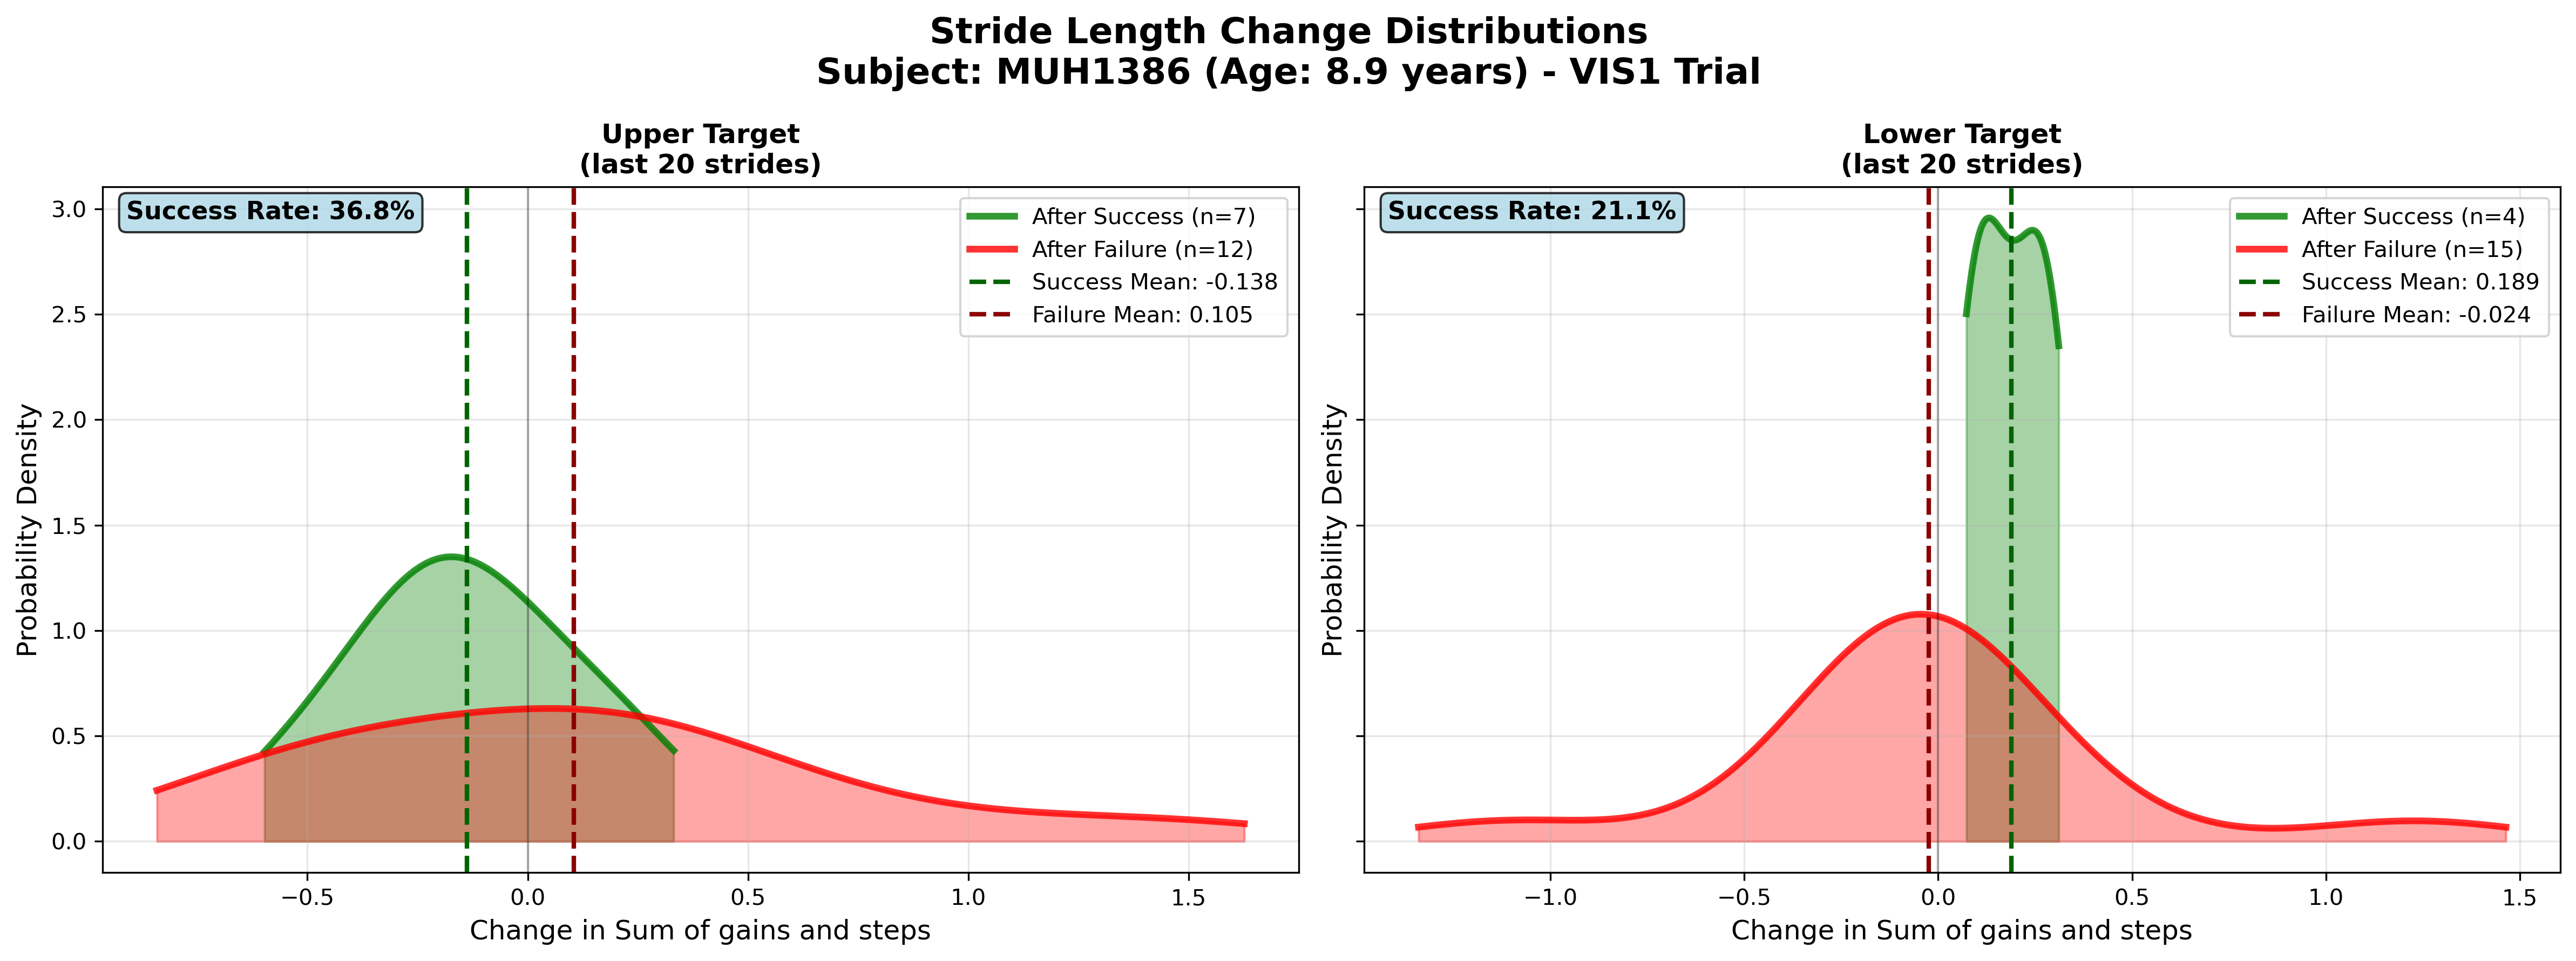 Stride Length Change Distributions
Subject: MUH1386 (Age: 8.9 years) - VIS1 Trial
Upper Target
(last 20 strides)
Success Rate: 36.8%
After Success (n=7)
After Failure (n=12)
Success Mean: -0.138
Failure Mean: 0.105
Probability Density
3.0
2.5
2.0
1.5
1.0
0.5
0.0
−0.5
0.0
0.5
1.0
1.5
Change in Sum of gains and steps
Lower Target
(last 20 strides)
Success Rate: 21.1%
After Success (n=4)
After Failure (n=15)
Success Mean: 0.189
Failure Mean: -0.024
Probability Density
−1.0
−0.5
0.0
0.5
1.0
1.5
Change in Sum of gains and steps